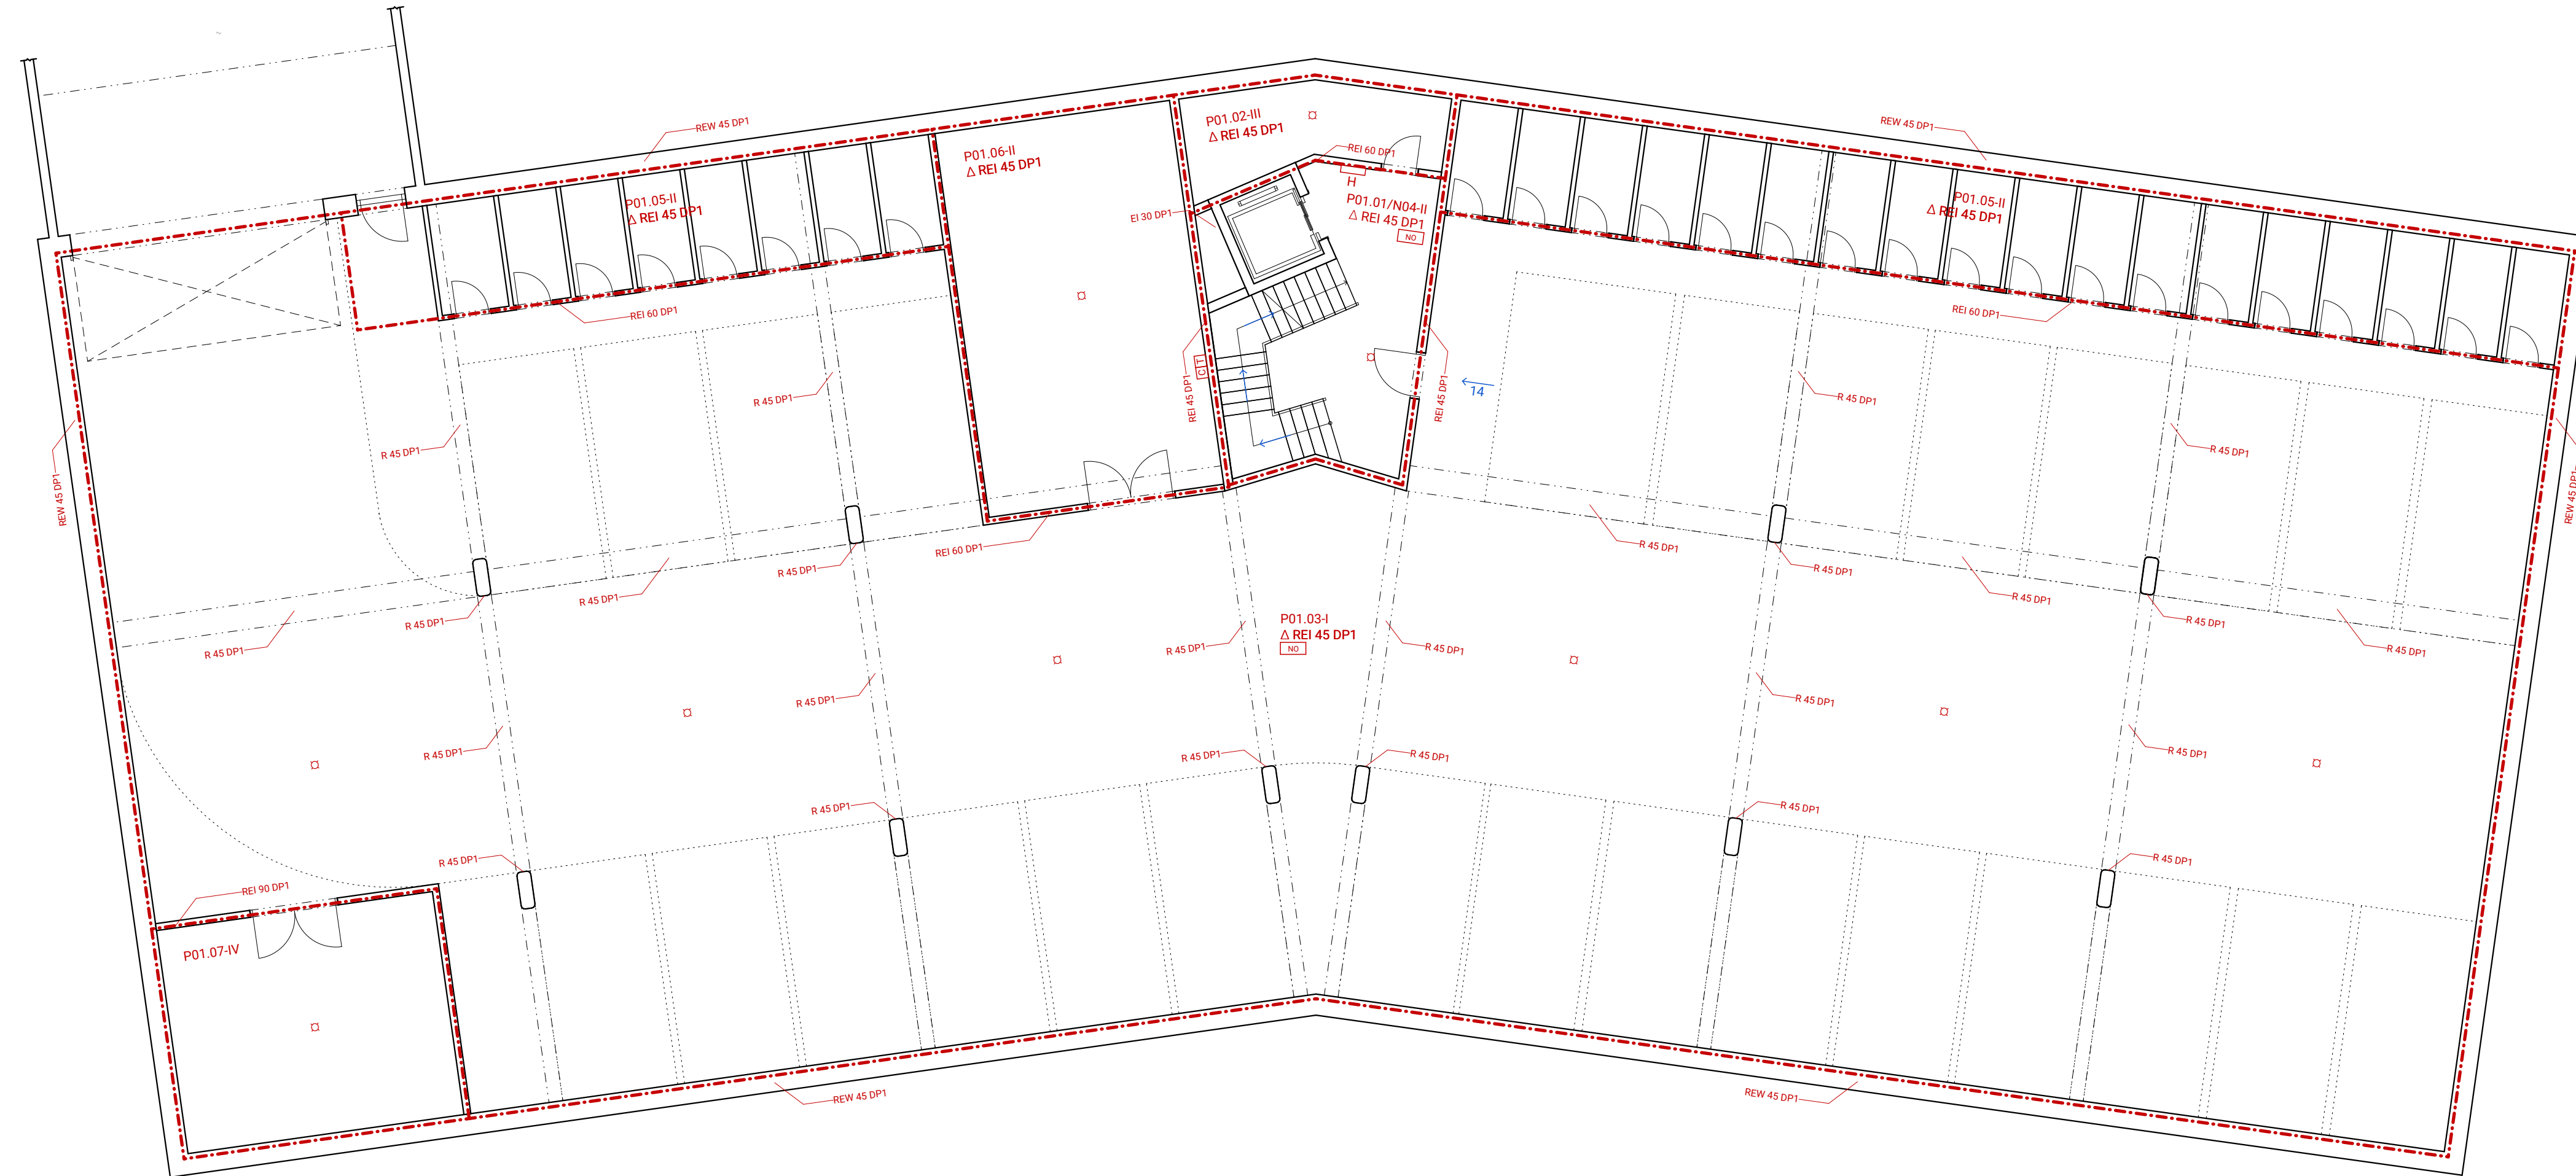 REW 45 DP1
REW 45 DP1
P01.02-III
Δ REI 45 DP1
P01.06-II
Δ REI 45 DP1
REI 60 DP1
H
P01.01/N04-II
Δ REI 45 DP1
NO
P01.05-II
Δ REI 45 DP1
P01.05-II
Δ REI 45 DP1
EI 30 DP1
REI 60 DP1
REI 60 DP1
C T
REI 45 DP1
REI 45 DP1
14
R 45 DP1
R 45 DP1
R 45 DP1
R 45 DP1
REW 45 DP1
REW 45 DP1
REI 60 DP1
R 45 DP1
R 45 DP1
R 45 DP1
R 45 DP1
R 45 DP1
R 45 DP1
R 45 DP1
R 45 DP1
R 45 DP1
R 45 DP1
P01.03-I
Δ REI 45 DP1
NO
R 45 DP1
R 45 DP1
R 45 DP1
R 45 DP1
R 45 DP1
R 45 DP1
R 45 DP1
R 45 DP1
R 45 DP1
R 45 DP1
R 45 DP1
R 45 DP1
REI 90 DP1
P01.07-IV
REW 45 DP1
REW 45 DP1